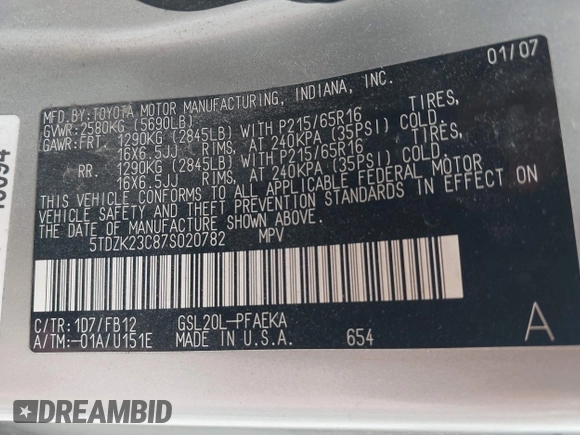 01/07
MFD.BY:TOYOTA MOTOR MANUFACTURING, INDIANA, INC.
GVWR:2580KG (5690LB)
GAWR:FRT. 1290KG (2845LB) WITH P215/65R16 TIRES,
16X6.5JJ RIMS, AT 240KPA (35PSI) COLD.
RR. 1290KG (2845LB) WITH P215/65R16 TIRES,
16X6.5JJ RIMS, AT 240KPA (35PSI) COLD.
THIS VEHICLE CONFORMS TO ALL APPLICABLE FEDERAL MOTOR
VEHICLE SAFETY AND THEFT PREVENTION STANDARDS IN EFFECT ON
THE DATE OF MANUFACTURE SHOWN ABOVE.
5TDZK23C87S020782 MPV
C/TR:1D7/FB12 GSL20L-PFAEKA
A/TM:-01A/U151E MADE IN U.S.A. 654
A
DREAMBID